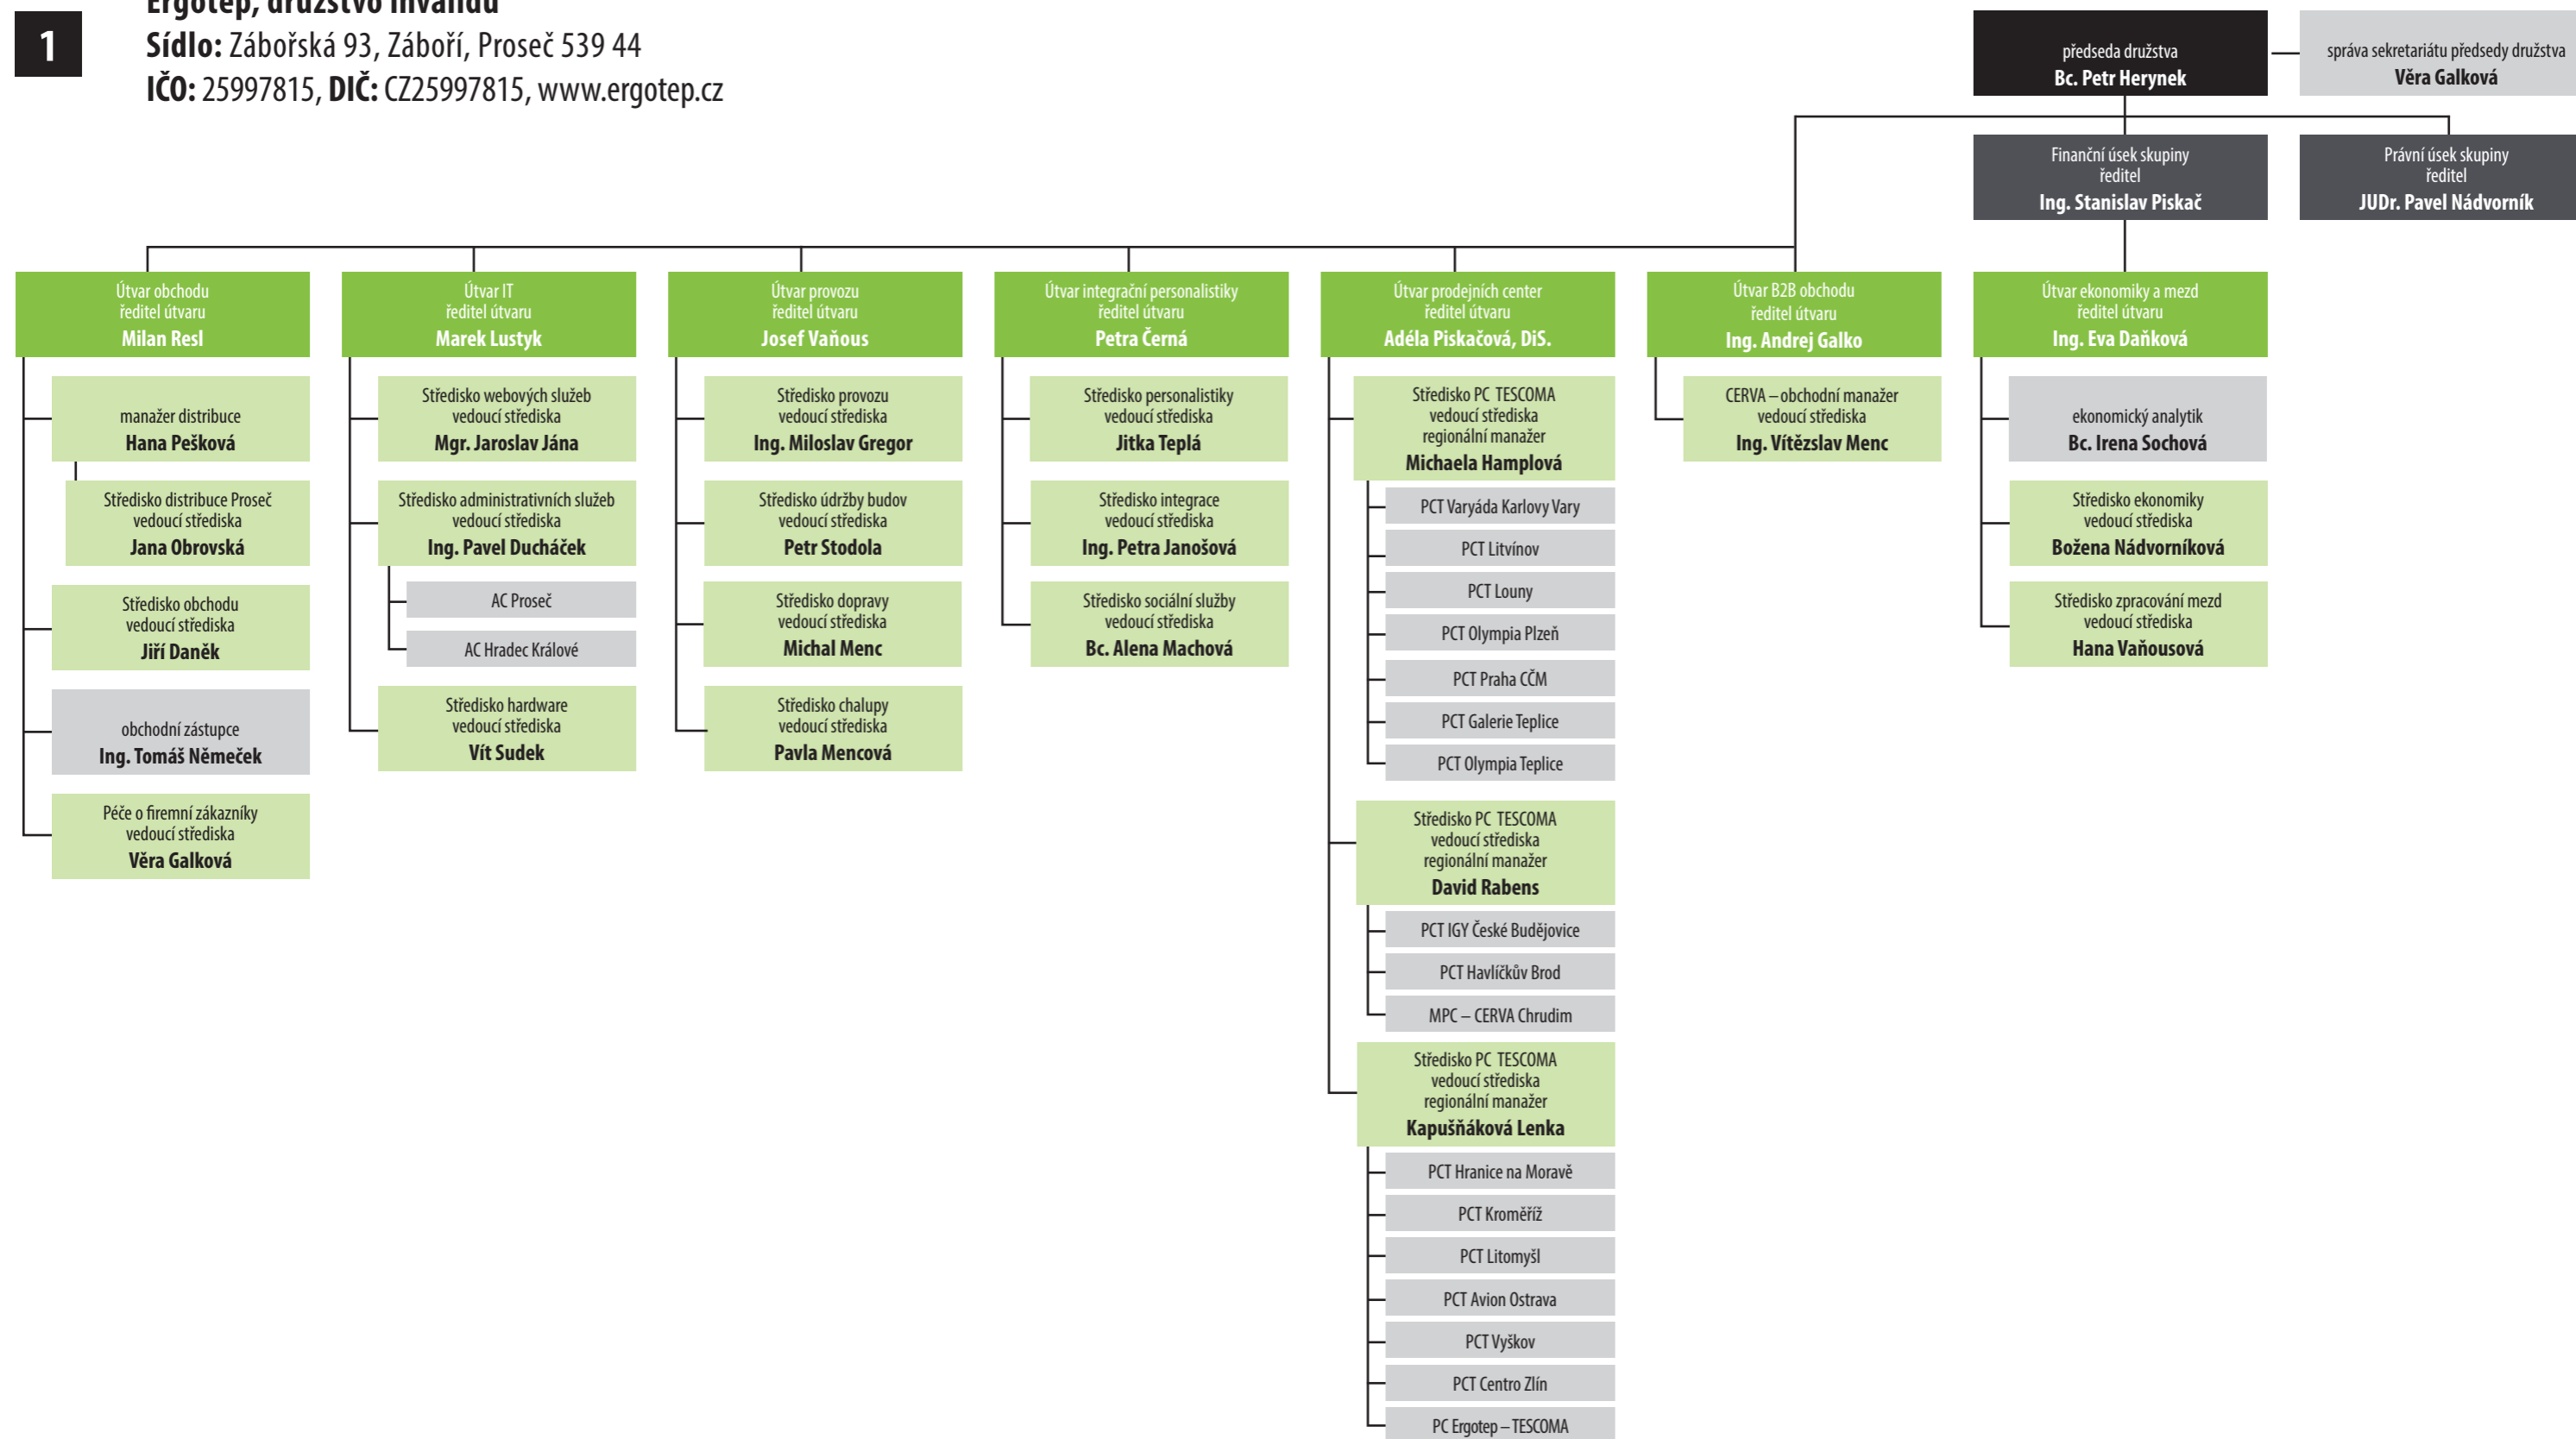 1
Ergotep, družstvo invalidů
Sídlo: Zábořská 93, Záboří, Proseč 539 44
IČO: 25997815, DIČ: CZ25997815, www.ergotep.cz
předseda družstva
Bc. Petr Herynek
správa sekretariátu předsedy družstva
Věra Galková
Finanční úsek skupiny
ředitel
Ing. Stanislav Piskač
Právní úsek skupiny
ředitel
JUDr. Pavel Nádvorník
Útvar obchodu
ředitel útvaru
Milan Resl
manažer distribuce
Hana Pešková
Středisko distribuce Proseč
vedoucí střediska
Jana Obrovská
Středisko obchodu
vedoucí střediska
Jiří Daněk
obchodní zástupce
Ing. Tomáš Němeček
Péče o firemní zákazníky
vedoucí střediska
Věra Galková
Útvar IT
ředitel útvaru
Marek Lustyk
Středisko webových služeb
vedoucí střediska
Mgr. Jaroslav Jána
Středisko administrativních služeb
vedoucí střediska
Ing. Pavel Ducháček
AC Proseč
AC Hradec Králové
Středisko hardware
vedoucí střediska
Vít Sudek
Útvar provozu
ředitel útvaru
Josef Vaňous
Středisko provozu
vedoucí střediska
Ing. Miloslav Gregor
Středisko údržby budov
vedoucí střediska
Petr Stodola
Středisko dopravy
vedoucí střediska
Michal Menc
Středisko chalupy
vedoucí střediska
Pavla Mencová
Útvar integrační personalistiky
ředitel útvaru
Petra Černá
Středisko personalistiky
vedoucí střediska
Jitka Teplá
Středisko integrace
vedoucí střediska
Ing. Petra Janošová
Středisko sociální služby
vedoucí střediska
Bc. Alena Machová
Útvar prodejních center
ředitel útvaru
Adéla Piskačová, DiS.
Středisko PC TESCOMA
vedoucí střediska
regionální manažer
Michaela Hamplová
PCT Varyáda Karlovy Vary
PCT Litvínov
PCT Louny
PCT Olympia Plzeň
PCT Praha CČM
PCT Galerie Teplice
PCT Olympia Teplice
Středisko PC TESCOMA
vedoucí střediska
regionální manažer
David Rabens
PCT IGY České Budějovice
PCT Havlíčkův Brod
MPC – CERVA Chrudim
Středisko PC TESCOMA
vedoucí střediska
regionální manažer
Kapušňáková Lenka
PCT Hranice na Moravě
PCT Kroměříž
PCT Litomyšl
PCT Avion Ostrava
PCT Vyškov
PCT Centro Zlín
PC Ergotep – TESCOMA
Útvar B2B obchodu
ředitel útvaru
Ing. Andrej Galko
CERVA – obchodní manažer
vedoucí střediska
Ing. Vítězslav Menc
Útvar ekonomiky a mezd
ředitel útvaru
Ing. Eva Daňková
ekonomický analytik
Bc. Irena Sochová
Středisko ekonomiky
vedoucí střediska
Božena Nádvorníková
Středisko zpracování mezd
vedoucí střediska
Hana Vaňousová